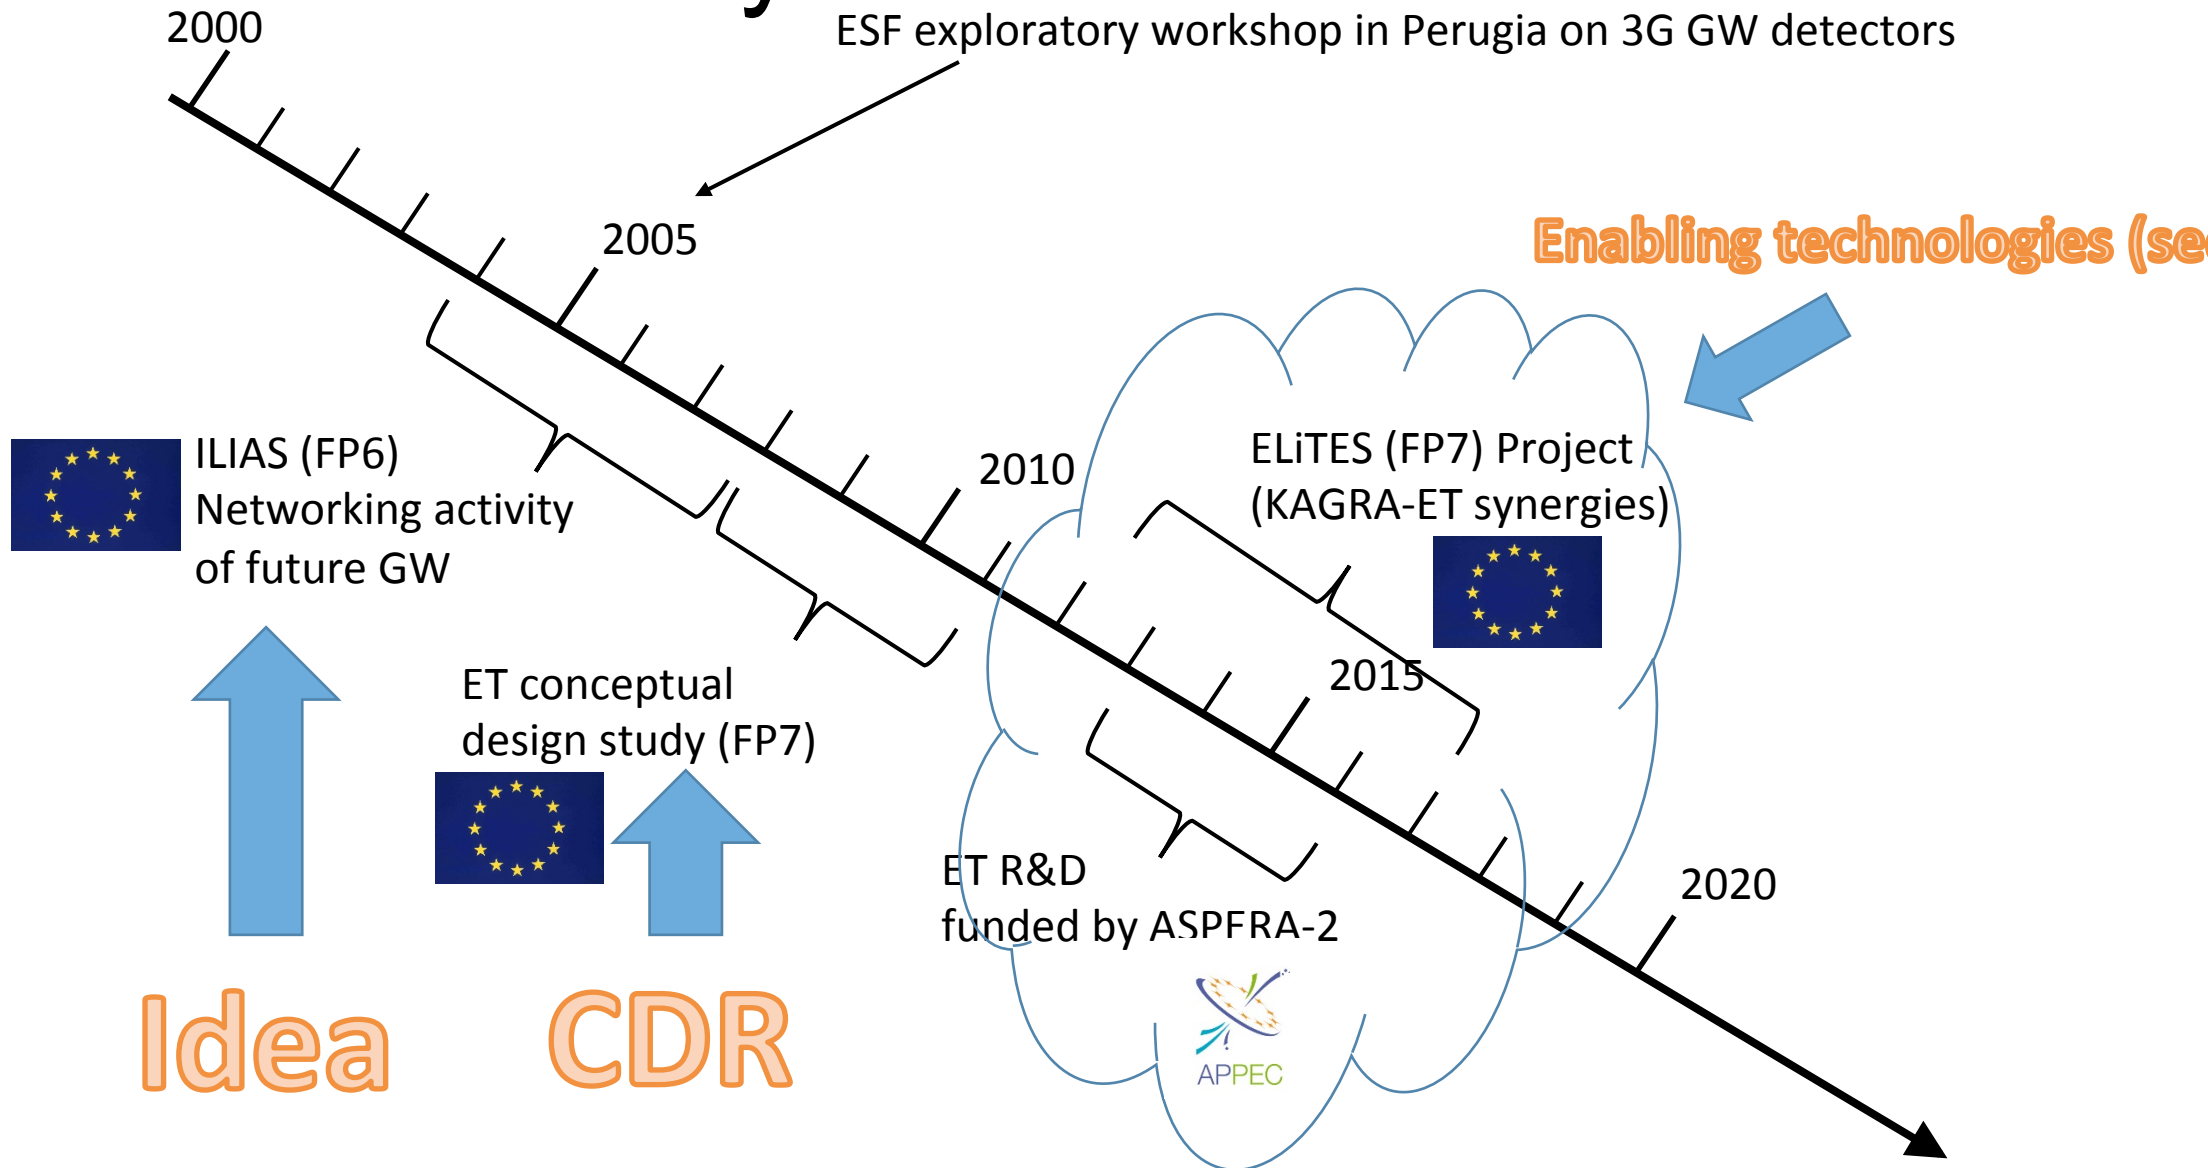 2000
ESF exploratory workshop in Perugia on 3G GW detectors
2005
Enabling technologies
ILIAS (FP6)
Networking activity
of future GW
2010
ELiTES (FP7) Project
(KAGRA-ET synergies)
ET conceptual
design study (FP7)
2015
ET R&D
funded by ASPERA-2
2020
Idea
CDR
APPEC